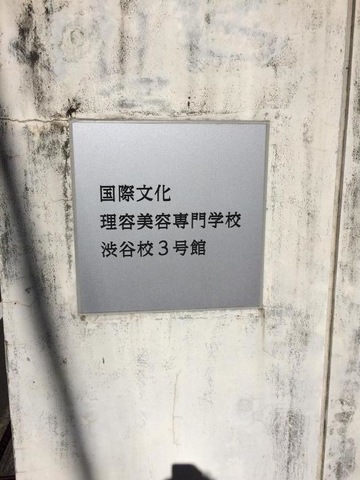 国際文化
理容美容専門学校
渋谷校３号館